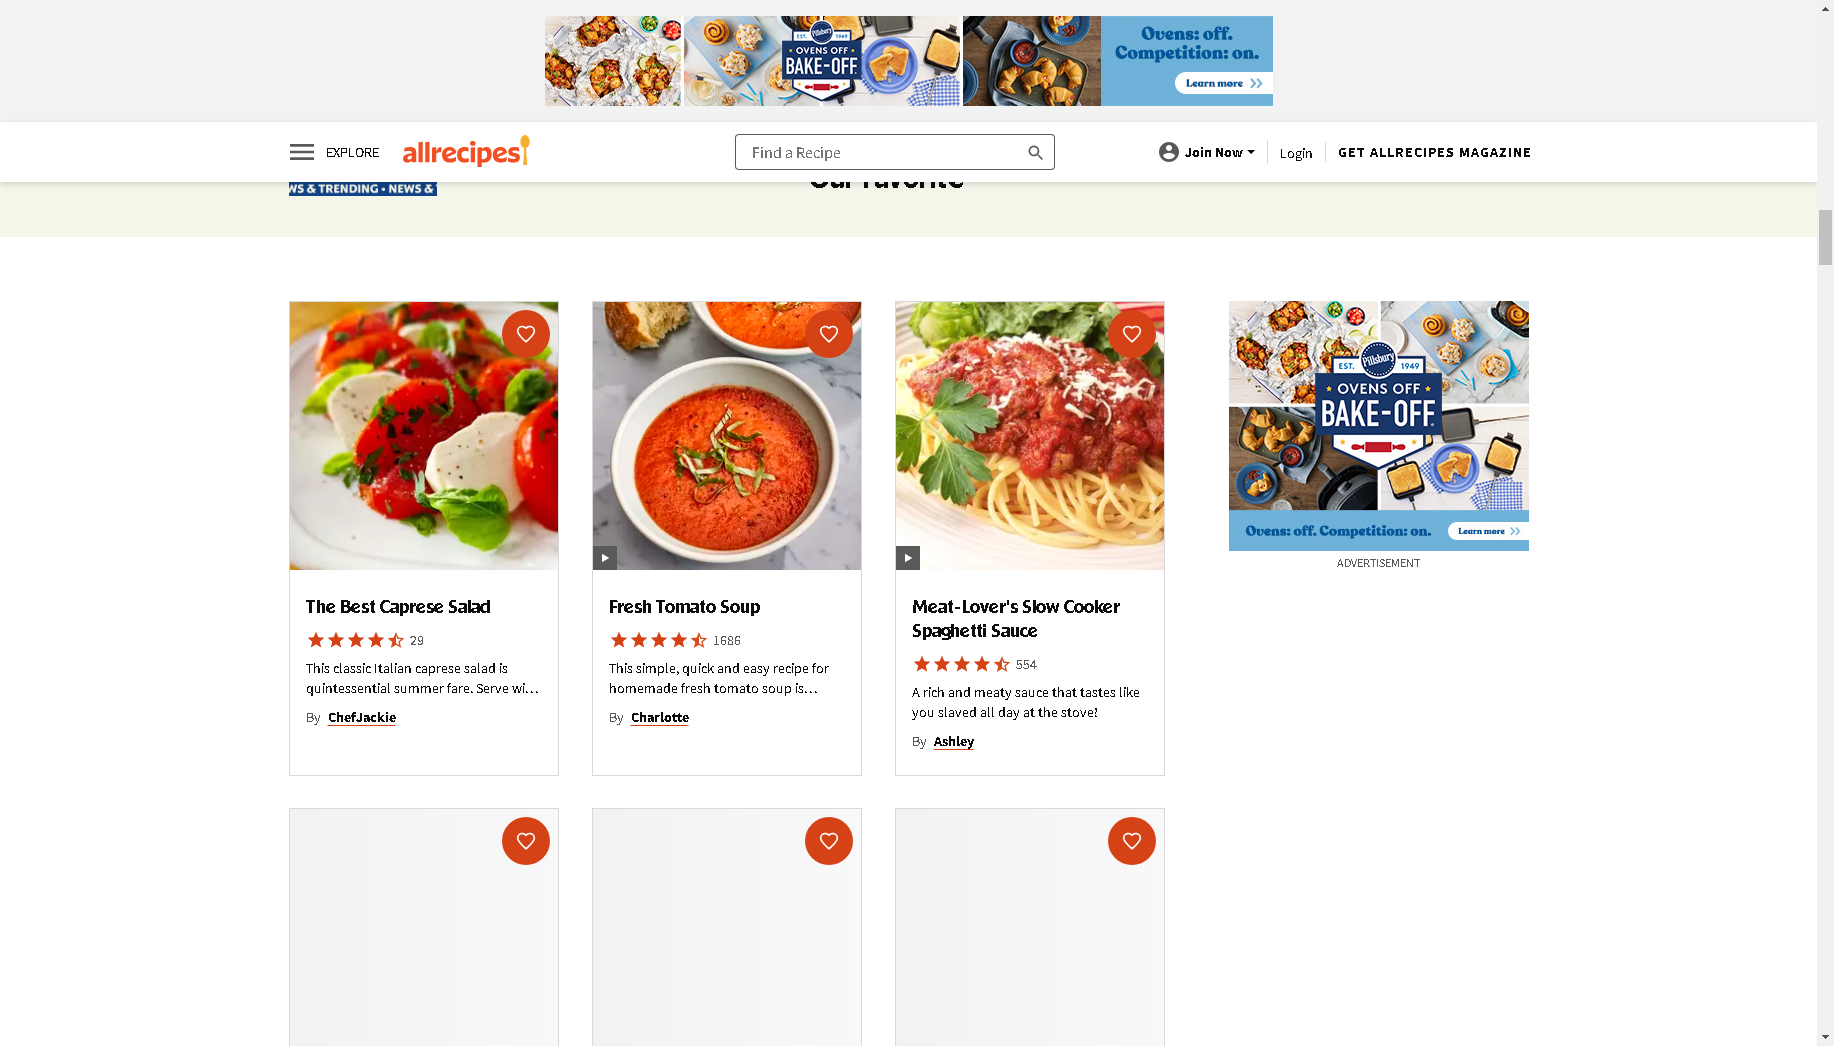 EST. 1949
Pillsbury
OVENS OFF
BAKE-OFF
Ovens: off.
Competition: on.
Learn more
EXPLORE
allrecipes
Find a Recipe
Join Now
Login
GET ALLRECIPES MAGAZINE
WS & TRENDING • NEWS &
Our Favorite
The Best Caprese Salad
29
This classic Italian caprese salad is
quintessential summer fare. Serve wi...
By ChefJackie
Fresh Tomato Soup
1686
This simple, quick and easy recipe for
homemade fresh tomato soup is...
By Charlotte
Meat-Lover's Slow Cooker
Spaghetti Sauce
554
A rich and meaty sauce that tastes like
you slaved all day at the stove!
By Ashley
Pillsbury
EST. 1949
OVENS OFF
BAKE-OFF
Ovens: off. Competition: on.
Learn more
ADVERTISEMENT